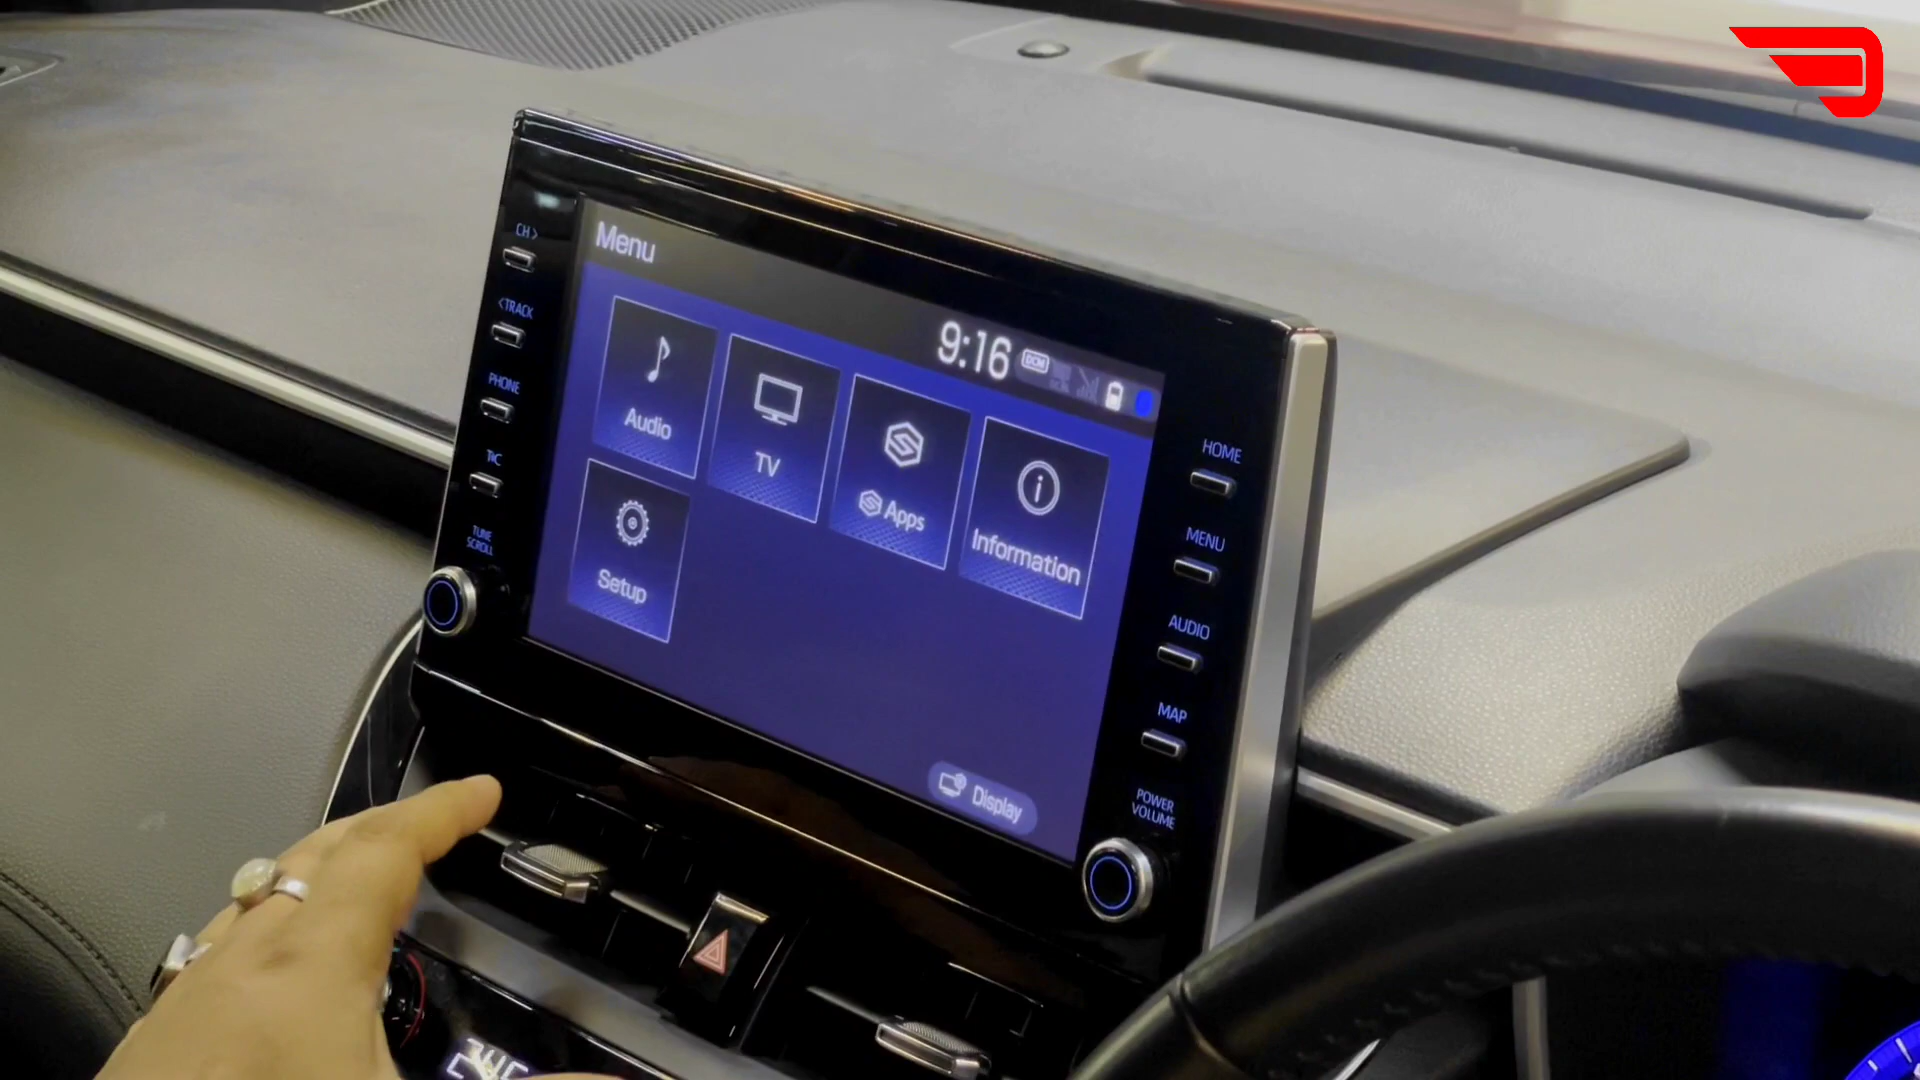 CH >
< TRACK
PHONE
T&C
TUNE
SCROLL
Menu
9:16
DCM
Audio
TV
Apps
Information
Setup
Display
HOME
MENU
AUDIO
MAP
POWER
VOLUME